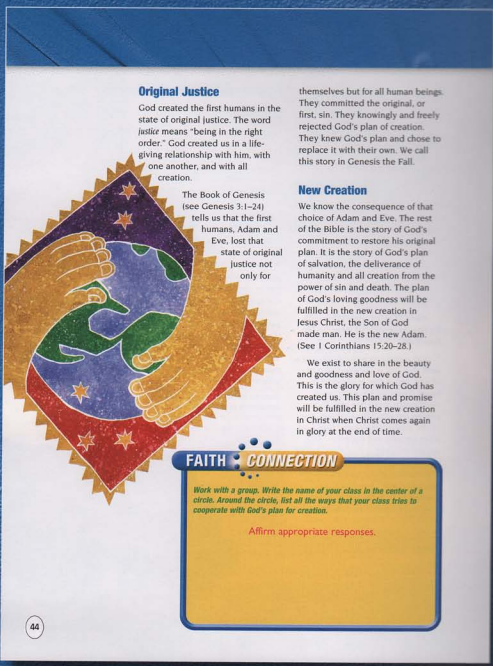 Original Justice
God created the first humans in the
state of original justice. The word
justice means "being in the right
order." God created us in a life-
giving relationship with him, with
one another, and with all
creation.
The Book of Genesis
(see Genesis 3:1–24)
tells us that the first
humans, Adam and
Eve, lost that
state of original
justice not
only for
themselves but for all human beings.
They committed the original, or
first, sin. They knowingly and freely
rejected God's plan of creation.
They knew God's plan and chose to
replace it with their own. We call
this story in Genesis the Fall.
New Creation
We know the consequence of that
choice of Adam and Eve. The rest
of the Bible is the story of God's
commitment to restore his original
plan. It is the story of God's plan
of salvation, the deliverance of
humanity and all creation from the
power of sin and death. The plan
of God's loving goodness will be
fulfilled in the new creation in
Jesus Christ, the Son of God
made man. He is the new Adam.
(See 1 Corinthians 15:20–28.)
We exist to share in the beauty
and goodness and love of God.
This is the glory for which God has
created us. This plan and promise
will be fulfilled in the new creation
in Christ when Christ comes again
in glory at the end of time.
FAITH CONNECTION
Work with a group. Write the name of your class in the center of a
circle. Around the circle, list all the ways that your class tries to
cooperate with God's plan for creation.
Affirm appropriate responses.
44